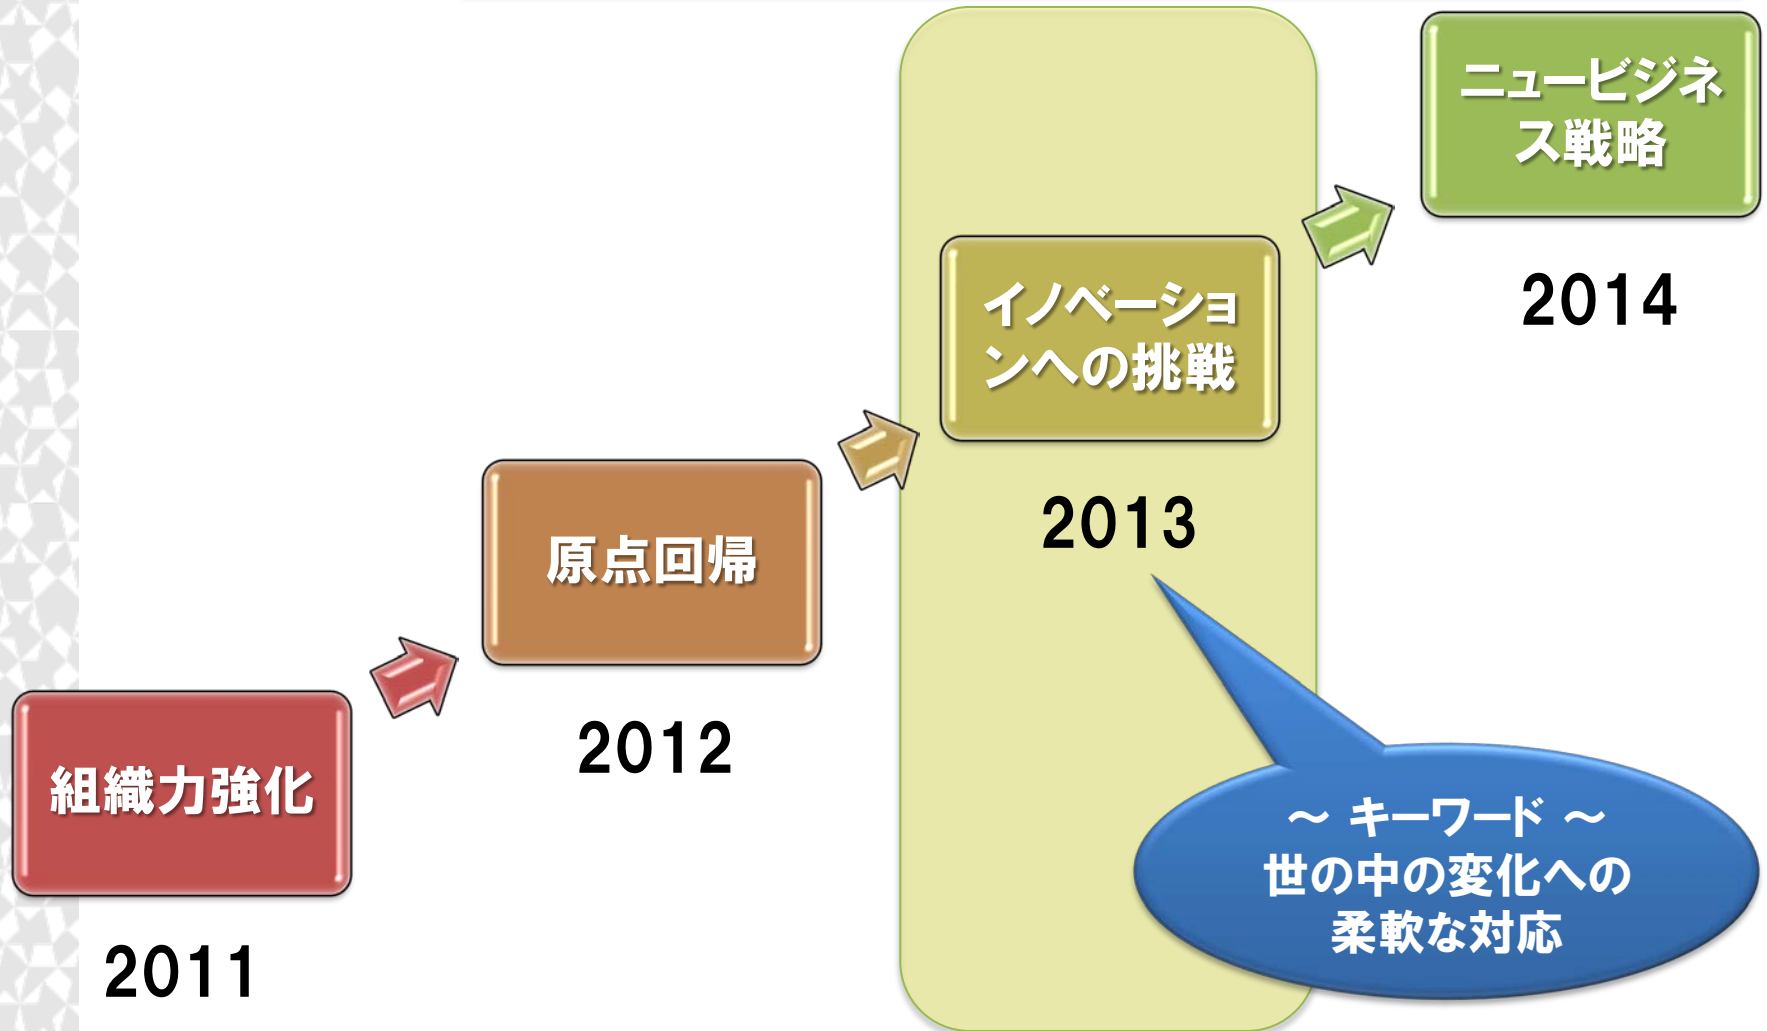 ニュービジネ
ス戦略
2014
イノベーショ
ンへの挑戦
2013
原点回帰
2012
組織力強化
2011
～ キーワード ～
世の中の変化への
柔軟な対応